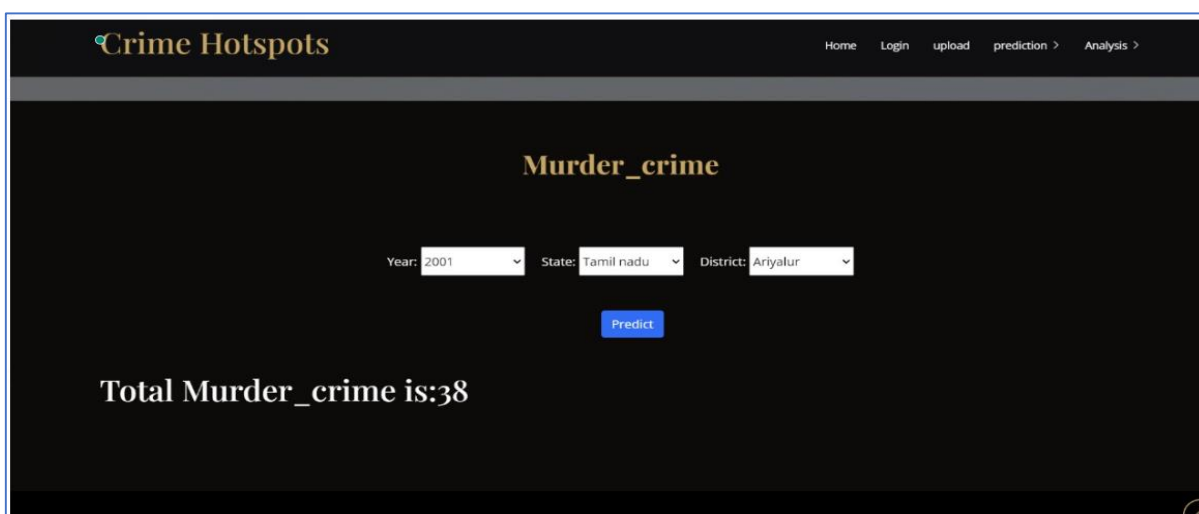 Crime Hotspots
Home Login upload prediction > Analysis >
Murder_crime
Year: 2001 State: Tamil nadu District: Ariyalur
Predict
Total Murder_crime is:38